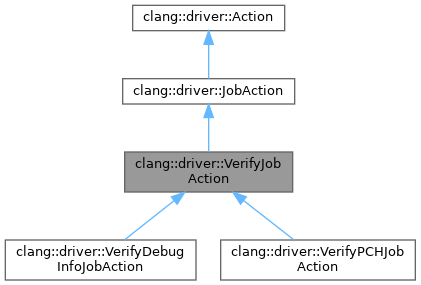 clang::driver::Action
clang::driver::JobAction
clang::driver::VerifyJob
Action
clang::driver::VerifyDebug
InfoJobAction
clang::driver::VerifyPCHJob
Action